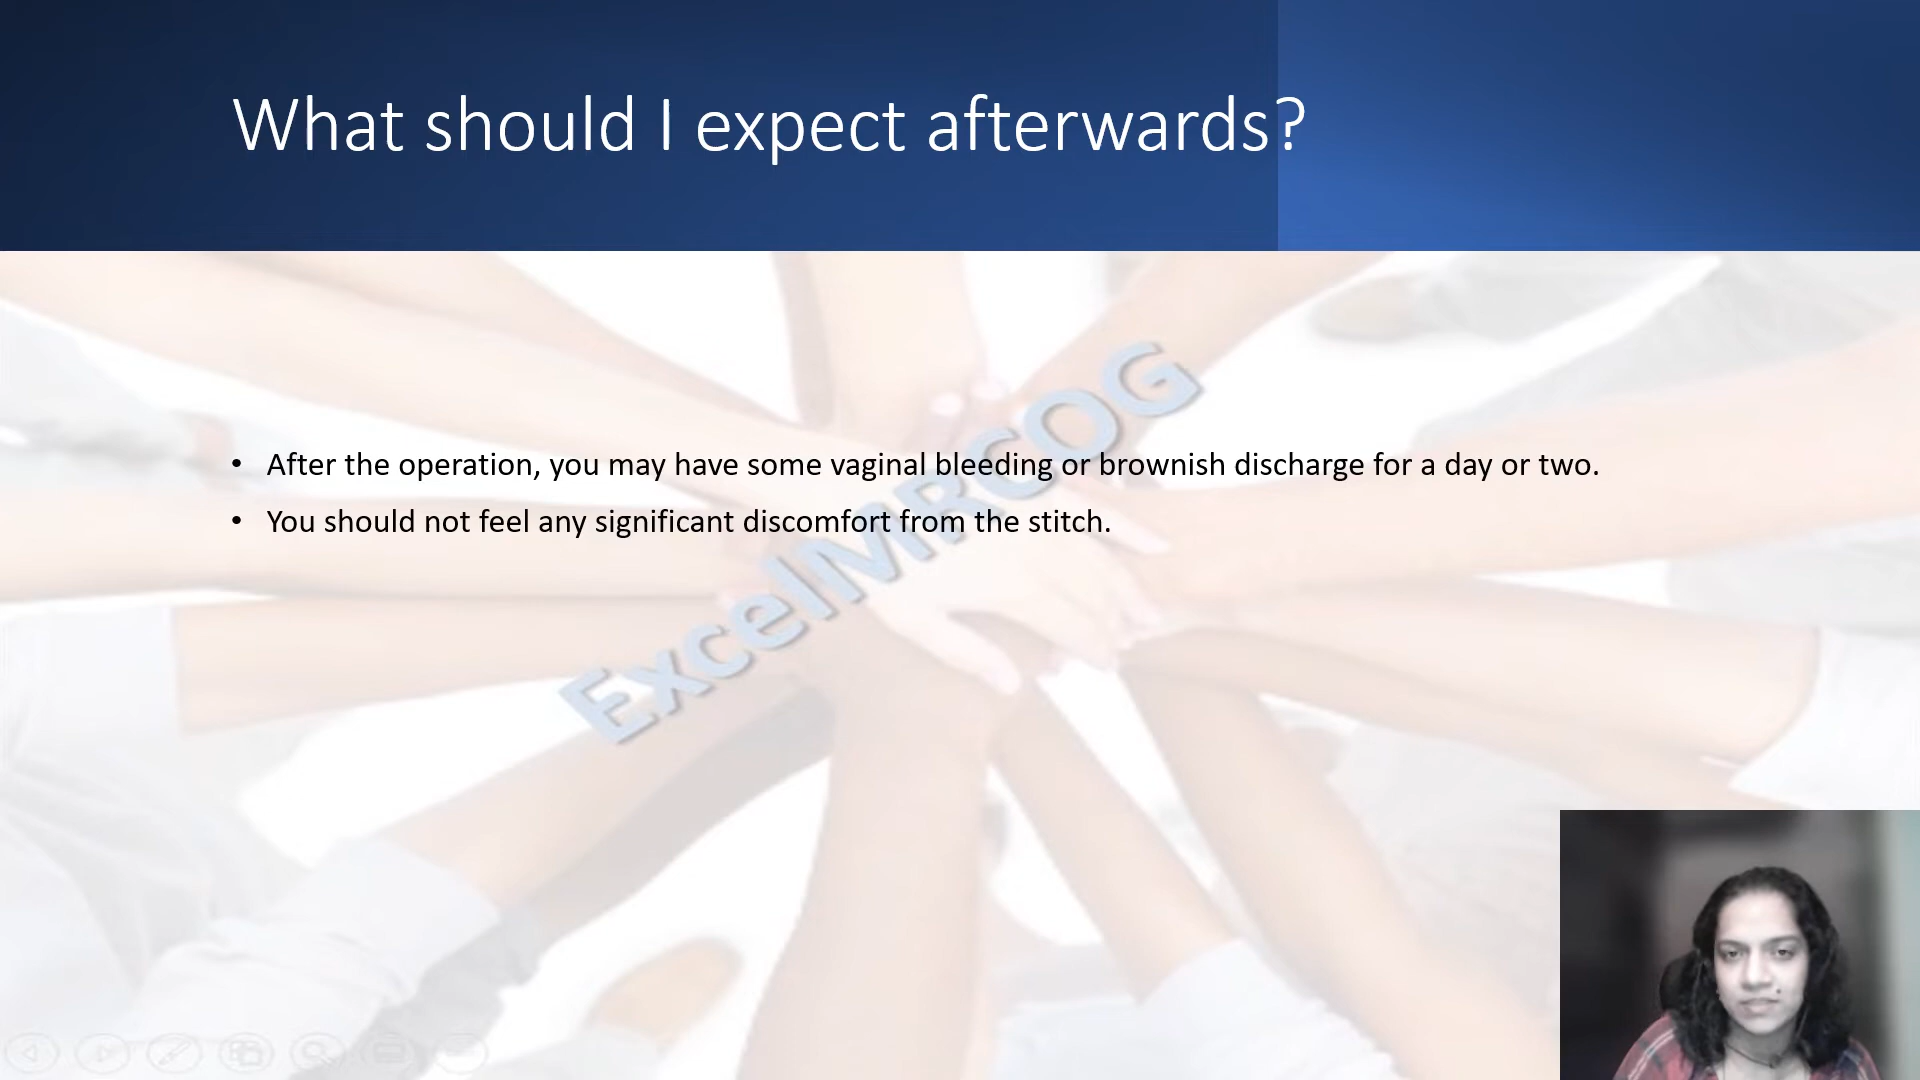 What should I expect afterwards?
• After the operation, you may have some vaginal bleeding or brownish discharge for a day or two.
• You should not feel any significant discomfort from the stitch.
ExcelMRCOG